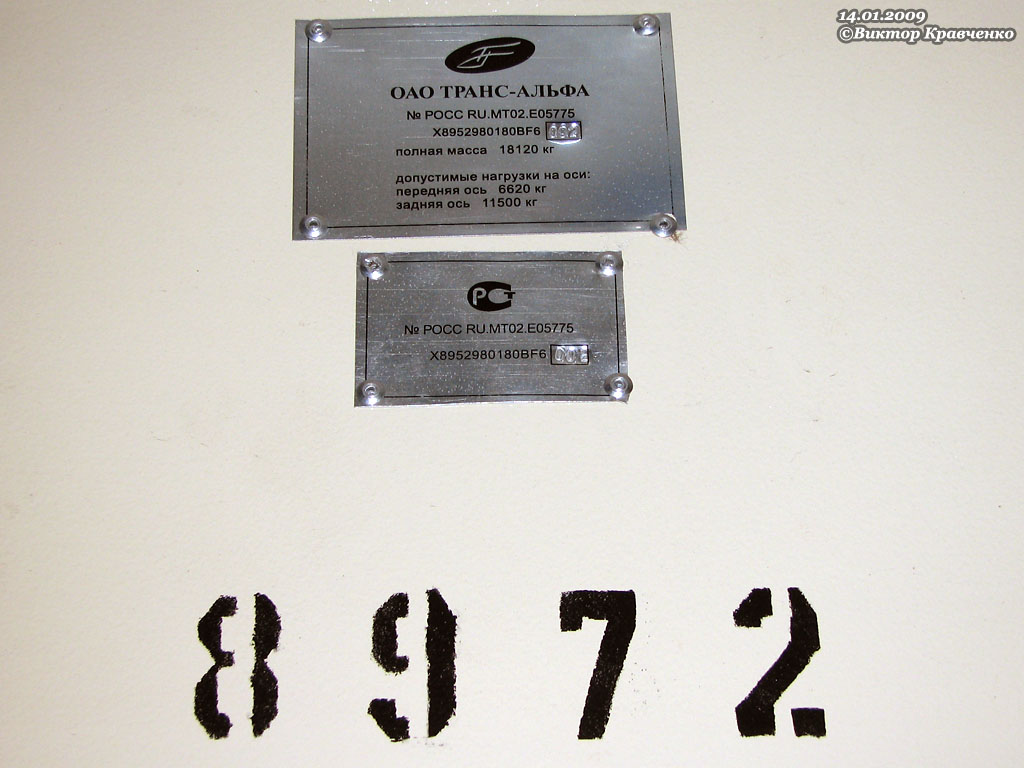 14.01.2009
©Виктор Кравченко
ОАО ТРАНС-АЛЬФА
№ РОСС RU.MT02.E05775
X8952980180BF6
полная масса 18120 кг
допустимые нагрузки на оси:
передняя ось 6620 кг
задняя ось 11500 кг
РСТ
№ РОСС RU.MT02.E05775
X8952980180BF6
8972